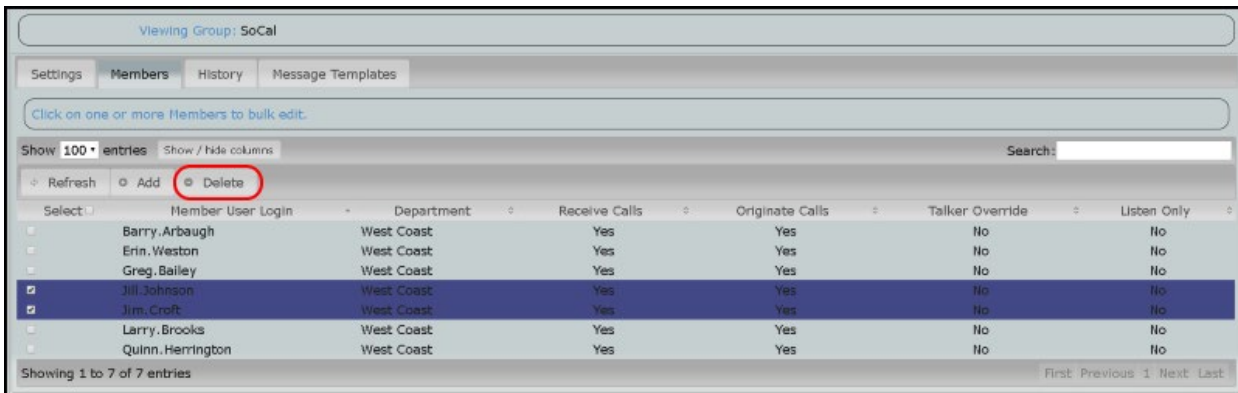 Viewing Group: SoCal
Settings Members History Message Templates
Click on one or more Members to bulk edit.
Show 100 entries Show / hide columns Search:
Refresh Add Delete
Select Member User Login Department Receive Calls Originate Calls Talker Override Listen Only
Barry.Arbaugh West Coast Yes Yes No No
Erin.Weston West Coast Yes Yes No No
Greg.Bailey West Coast Yes Yes No No
Jill.Johnson West Coast Yes Yes No No
Jim.Croft West Coast Yes Yes No No
Larry.Brooks West Coast Yes Yes No No
Quinn.Herrington West Coast Yes Yes No No
Showing 1 to 7 of 7 entries First Previous 1 Next Last